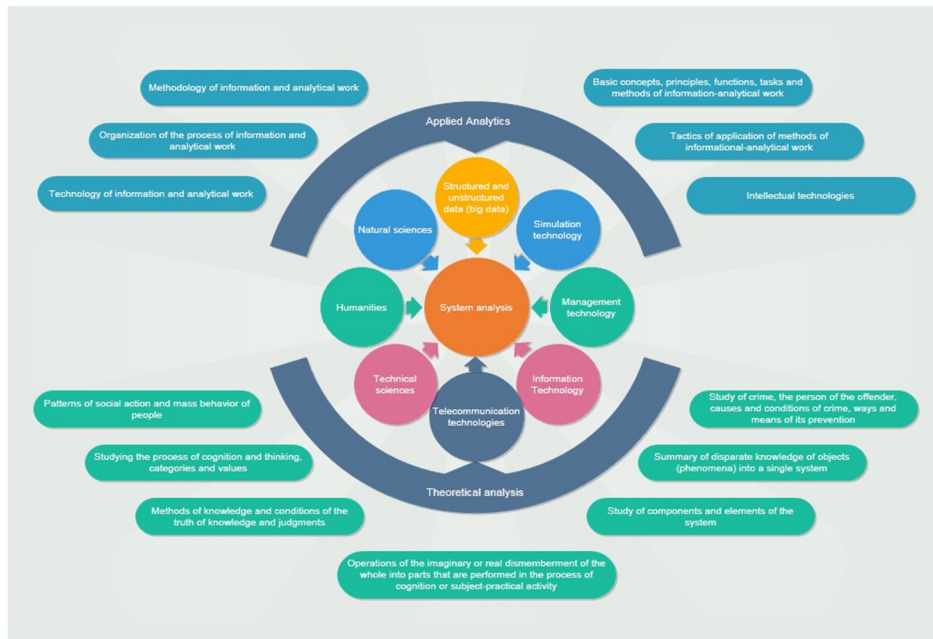 Methodology of information and analytical work
Organization of the process of information and
analytical work
Technology of information and analytical work
Basic concepts, principles, functions, tasks and
methods of information-analytical work
Tactics of application of methods of
informational-analytical work
Intellectual technologies
Applied Analytics
Structured and
unstructured
data (big data)
Natural sciences
Simulation
technology
Humanities
System analysis
Management
technology
Technical
sciences
Information
Technology
Telecommunication
technologies
Theoretical analysis
Patterns of social action and mass behavior of
people
Studying the process of cognition and thinking,
categories and values
Methods of knowledge and conditions of the
truth of knowledge and judgments
Study of crime, the person of the offender,
causes and conditions of crime, ways and
means of its prevention
Summary of disparate knowledge of objects
(phenomena) into a single system
Study of components and elements of the
system
Operations of the imaginary or real dismemberment of the
whole into parts that are performed in the process of
cognition or subject-practical activity